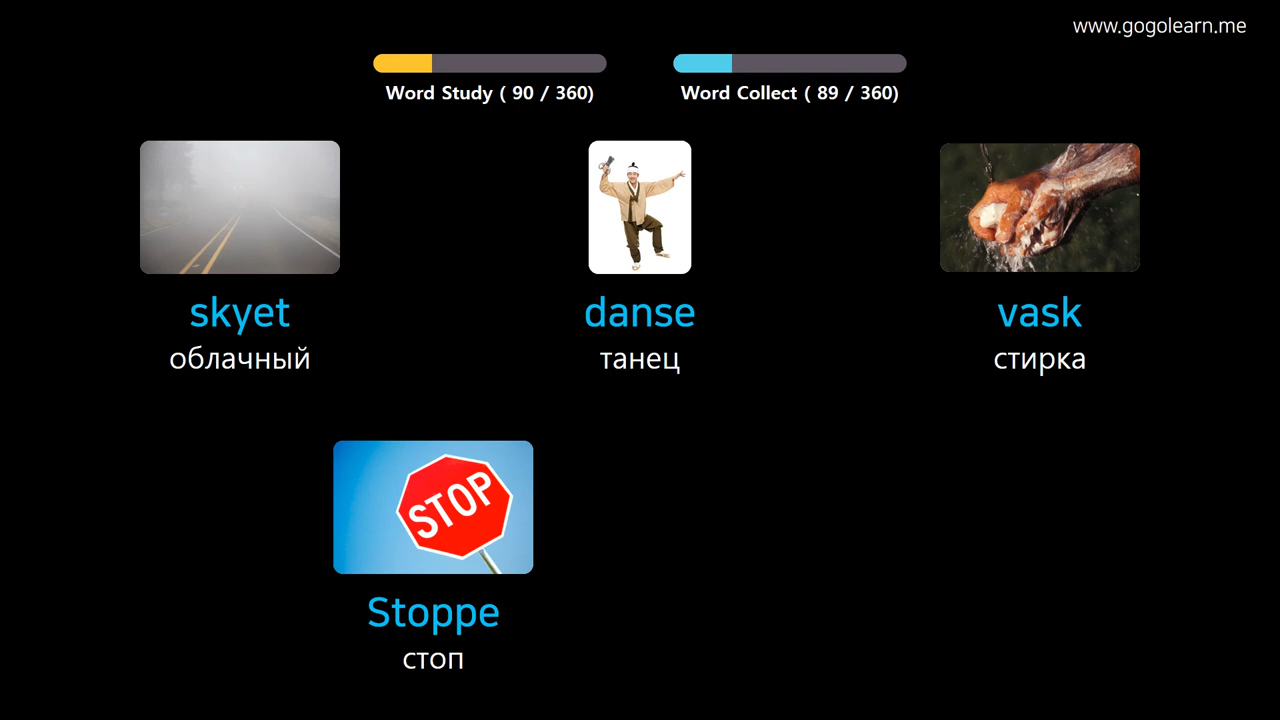 www.gogolearn.me
Word Study ( 90 / 360)
Word Collect ( 89 / 360)
skyet
danse
vask
облачный
танец
стирка
STOP
Stoppe
стоп